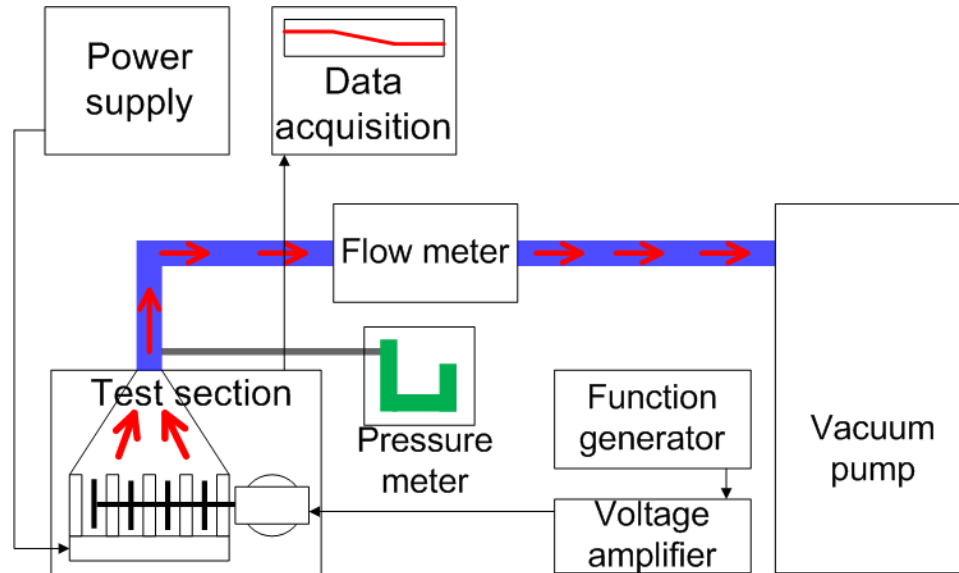 Power
supply
Data
acquisition
Flow meter
Test section
Pressure
meter
Function
generator
Voltage
amplifier
Vacuum
pump